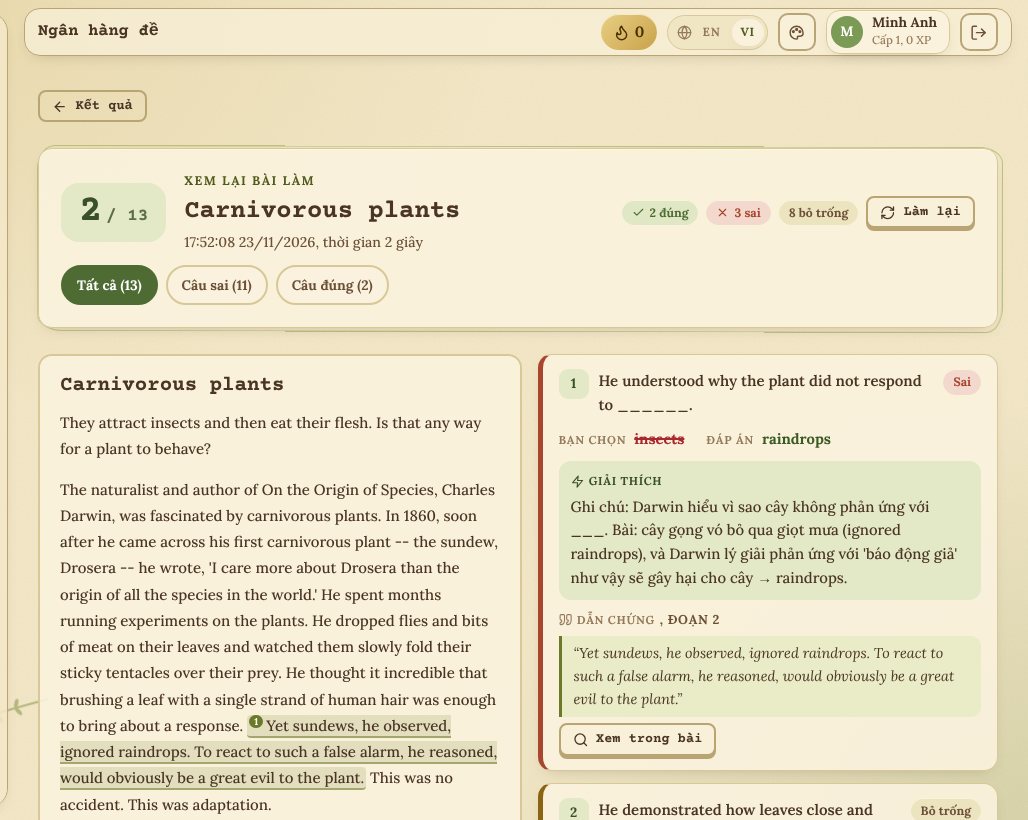 Ngân hàng đề
0
EN
VI
M
Minh Anh
Cấp 1, 0 XP
Kết quả
2 / 13
XEM LẠI BÀI LÀM
Carnivorous plants
17:52:08 23/11/2026, thời gian 2 giây
2 đúng
3 sai
8 bỏ trống
Làm lại
Tất cả (13)
Câu sai (11)
Câu đúng (2)
Carnivorous plants
They attract insects and then eat their flesh. Is that any way
for a plant to behave?
The naturalist and author of On the Origin of Species, Charles
Darwin, was fascinated by carnivorous plants. In 1860, soon
after he came across his first carnivorous plant -- the sundew,
Drosera -- he wrote, 'I care more about Drosera than the
origin of all the species in the world.' He spent months
running experiments on the plants. He dropped flies and bits
of meat on their leaves and watched them slowly fold their
sticky tentacles over their prey. He thought it incredible that
brushing a leaf with a single strand of human hair was enough
to bring about a response. 1 Yet sundews, he observed,
ignored raindrops. To react to such a false alarm, he reasoned,
would obviously be a great evil to the plant. This was no
accident. This was adaptation.
1
He understood why the plant did not respond
to ______.
Sai
BẠN CHỌN insects ĐÁP ÁN raindrops
GIẢI THÍCH
Ghi chú: Darwin hiểu vì sao cây không phản ứng với
___. Bài: cây gọng vó bỏ qua giọt mưa (ignored
raindrops), và Darwin lý giải phản ứng với 'báo động giả'
như vậy sẽ gây hại cho cây → raindrops.
DẪN CHỨNG , ĐOẠN 2
“Yet sundews, he observed, ignored raindrops. To react to
such a false alarm, he reasoned, would obviously be a great
evil to the plant.”
Xem trong bài
2
He demonstrated how leaves close and
Bỏ trống